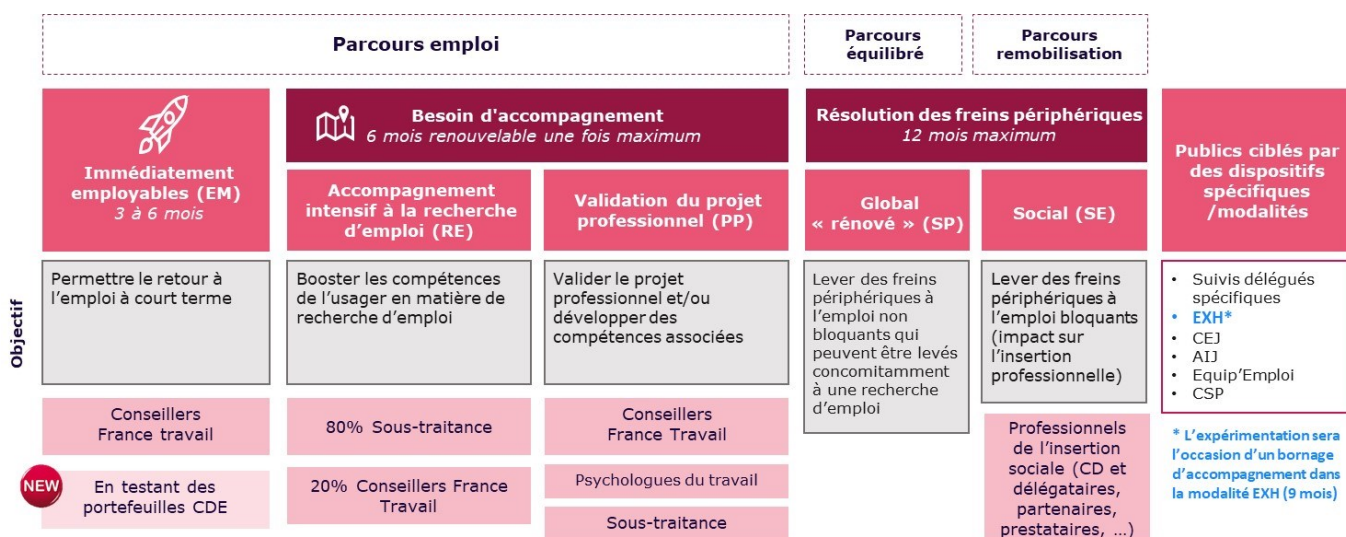 Parcours emploi
Parcours
équilibré
Parcours
remobilisation
Immédiatement
employables (EM)
3 à 6 mois
Besoin d'accompagnement
6 mois renouvelable une fois maximum
Accompagnement
intensif à la recherche
d'emploi (RE)
Validation du projet
professionnel (PP)
Résolution des freins périphériques
12 mois maximum
Global
« rénové » (SP)
Social (SE)
Publics ciblés par
des dispositifs
spécifiques
/modalités
Objectif
Permettre le retour à
l'emploi à court terme
Booster les compétences
de l'usager en matière de
recherche d'emploi
Valider le projet
professionnel et/ou
développer des
compétences associées
Lever des freins
périphériques à
l'emploi non
bloquants qui
peuvent être levés
concomitamment
à une recherche
d'emploi
Lever des freins
périphériques à
l'emploi bloquants
(impact sur
l'insertion
professionnelle)
• Suivis délégués
spécifiques
• EXH*
• CEJ
• AIJ
• Equip'Emploi
• CSP
Conseillers
France travail
NEW
En testant des
portefeuilles CDE
80% Sous-traitance
20% Conseillers France
Travail
Conseillers
France Travail
Psychologues du travail
Sous-traitance
Professionnels
de l'insertion
sociale (CD et
délégataires,
partenaires,
prestataires, …)
* L'expérimentation sera
l'occasion d'un bornage
d'accompagnement dans
la modalité EXH (9 mois)